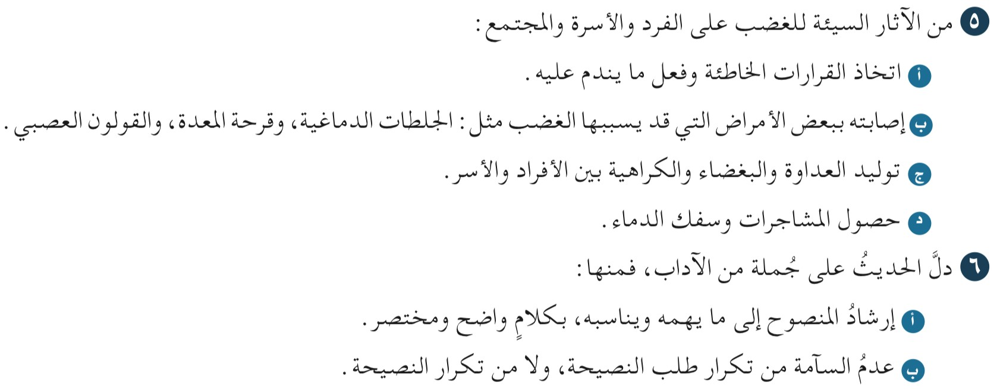 ٥ من الآثار السيئة للغضب على الفرد والأسرة والمجتمع:
أ اتخاذ القرارات الخاطئة وفعل ما يندم عليه.
ب إصابته ببعض الأمراض التي قد يسببها الغضب مثل: الجلطات الدماغية، وقرحة المعدة، والقولون العصبي.
ج توليد العداوة والبغضاء والكراهية بين الأفراد والأسر.
د حصول المشاجرات وسفك الدماء.
٦ دلَّ الحديثُ على جُملة من الآداب، فمنها:
أ إرشادُ المنصوح إلى ما يهمه ويناسبه، بكلامٍ واضح ومختصر.
ب عدمُ السآمة من تكرار طلب النصيحة، ولا من تكرار النصيحة.